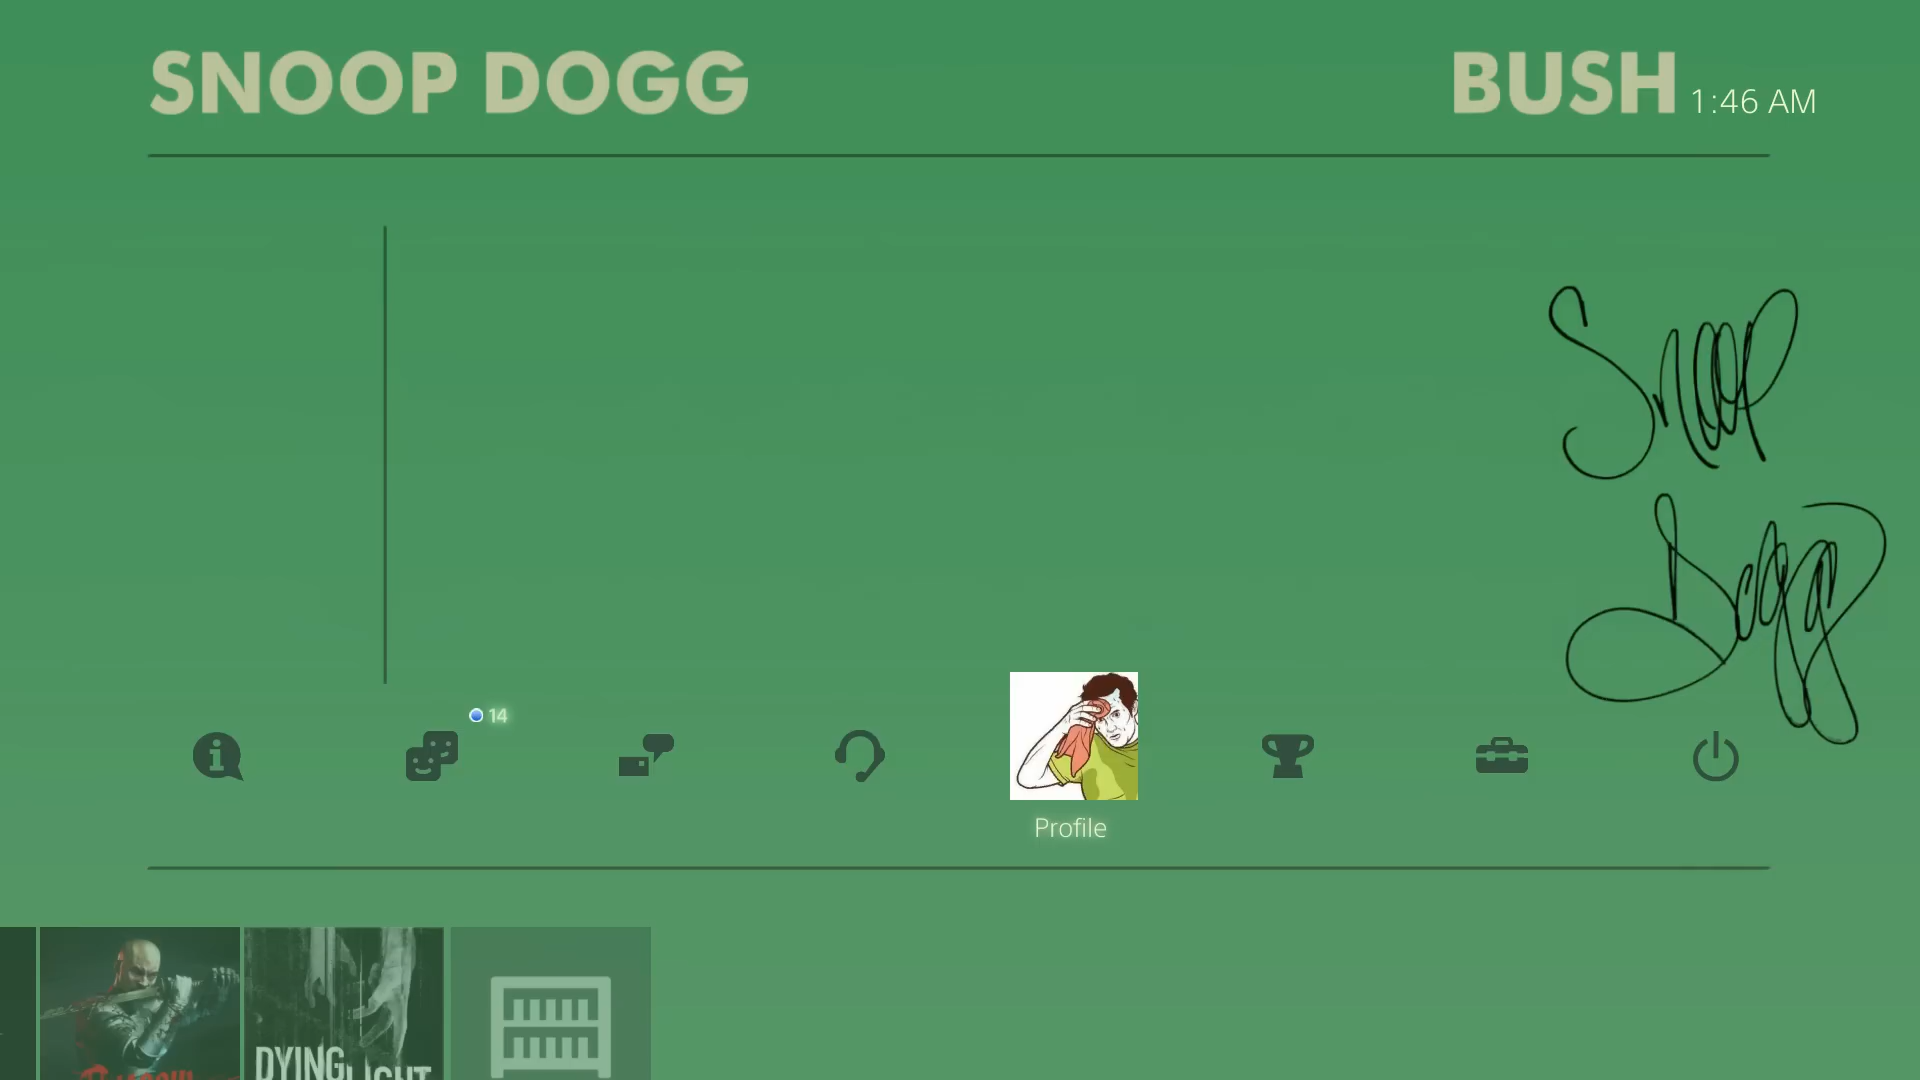 SNOOP DOGG
BUSH 1:46 AM
Snoop
Dogg
14
Profile
DYING LIGHT